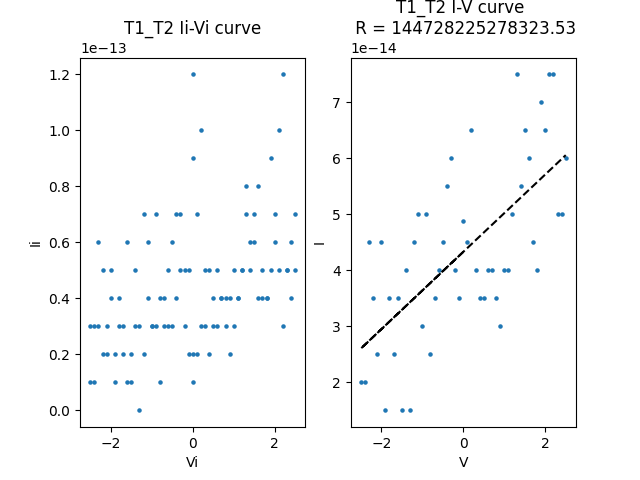 T1_T2 Ii-Vi curve
1e−13
Ii
1.2
1.0
0.8
0.6
0.4
0.2
0.0
−2
0
2
Vi
T1_T2 I-V curve
R = 144728225278323.53
1e−14
I
7
6
5
4
3
2
−2
0
2
V